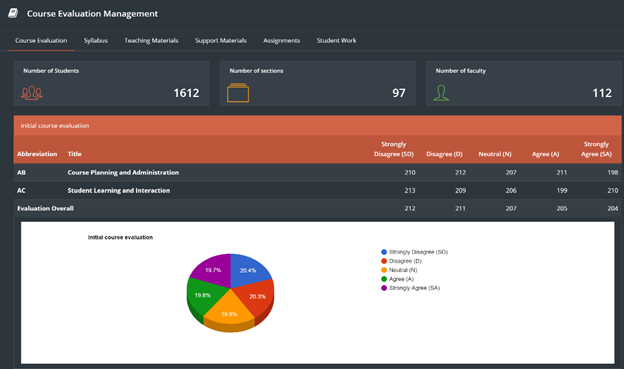 Course Evaluation Management
Course Evaluation Syllabus Teaching Materials Support Materials Assignments Student Work
Number of Students Number of sections Number of faculty
1612 97 112
Initial course evaluation
Strongly Strongly
Abbreviation Title Disagree (SD) Disagree (D) Neutral (N) Agree (A) Agree (SA)
AB Course Planning and Administration 210 212 207 211 198
AC Student Learning and Interaction 213 209 206 199 210
Evaluation Overall 212 211 207 205 204
Initial course evaluation
Strongly Disagree (SD)
Disagree (D)
Neutral (N)
Agree (A)
Strongly Agree (SA)
19.7% 20.4%
19.8% 20.3%
19.9%